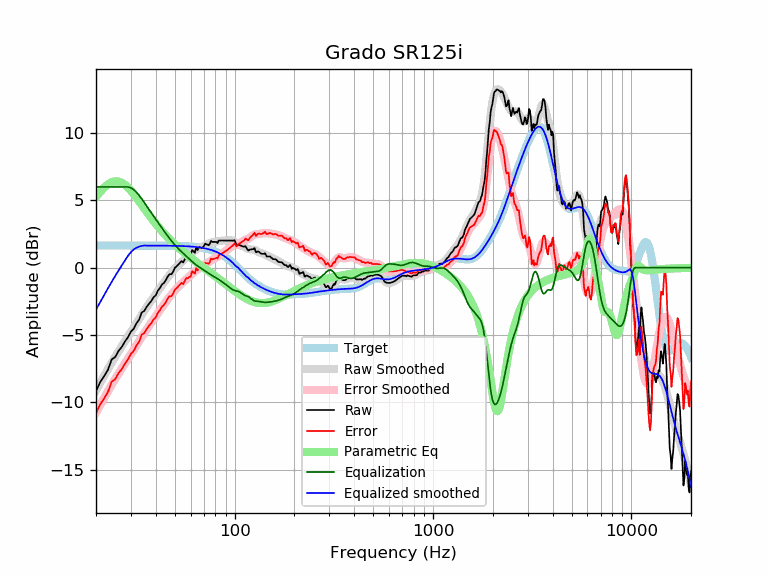 Grado SR125i
Amplitude (dBr)
10
5
0
−5
−10
−15
Target
Raw Smoothed
Error Smoothed
Raw
Error
Parametric Eq
Equalization
Equalized smoothed
100
1000
10000
Frequency (Hz)